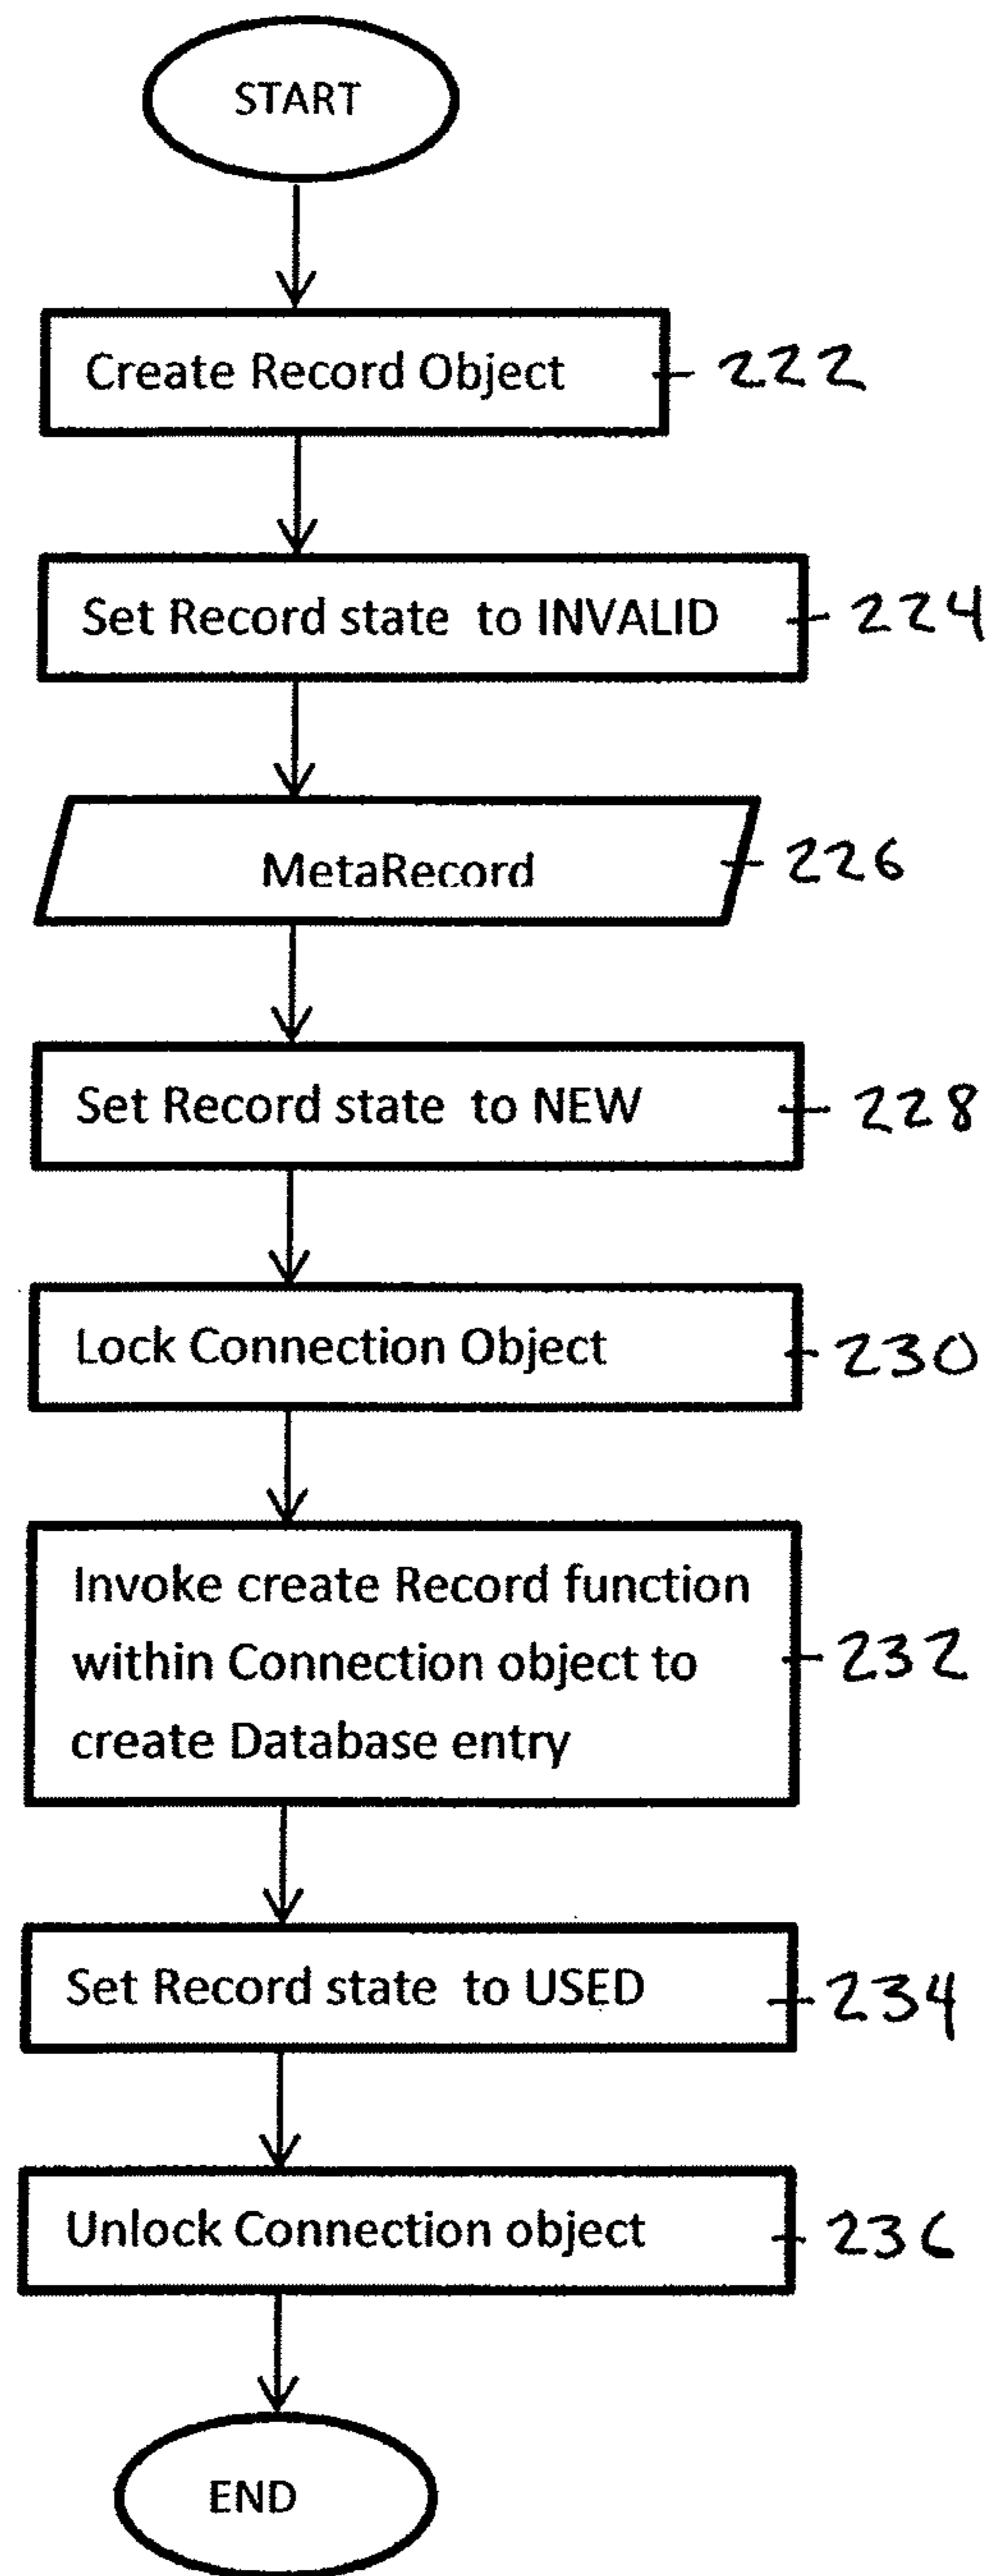 START
Create Record Object 222
Set Record state to INVALID 224
MetaRecord 226
Set Record state to NEW 228
Lock Connection Object 230
Invoke create Record function
within Connection object to 232
create Database entry
Set Record state to USED 234
Unlock Connection object 236
END